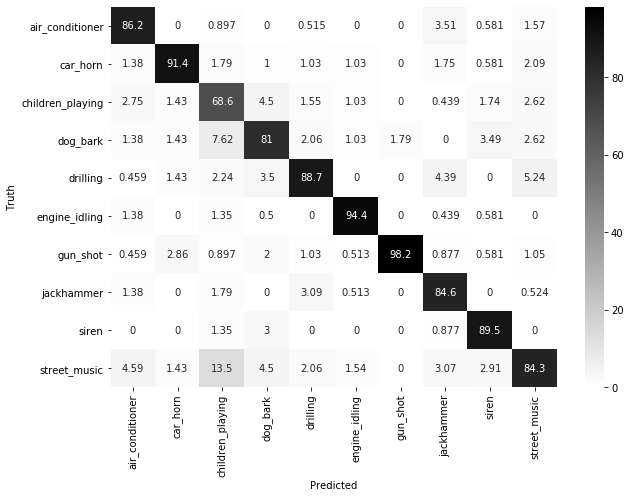 air_conditioner 86.2 0 0.897 0 0.515 0 0 3.51 0.581 1.57
car_horn 1.38 91.4 1.79 1 1.03 1.03 0 1.75 0.581 2.09
children_playing 2.75 1.43 68.6 4.5 1.55 1.03 0 0.439 1.74 2.62
dog_bark 1.38 1.43 7.62 81 2.06 1.03 1.79 0 3.49 2.62
drilling 0.459 1.43 2.24 3.5 88.7 0 0 4.39 0 5.24
engine_idling 1.38 0 1.35 0.5 0 94.4 0 0.439 0.581 0
gun_shot 0.459 2.86 0.897 2 1.03 0.513 98.2 0.877 0.581 1.05
jackhammer 1.38 0 1.79 0 3.09 0.513 0 84.6 0 0.524
siren 0 0 1.35 3 0 0 0 0.877 89.5 0
street_music 4.59 1.43 13.5 4.5 2.06 1.54 0 3.07 2.91 84.3
air_conditioner car_horn children_playing dog_bark drilling engine_idling gun_shot jackhammer siren street_music
Predicted
Truth
80
60
40
20
0